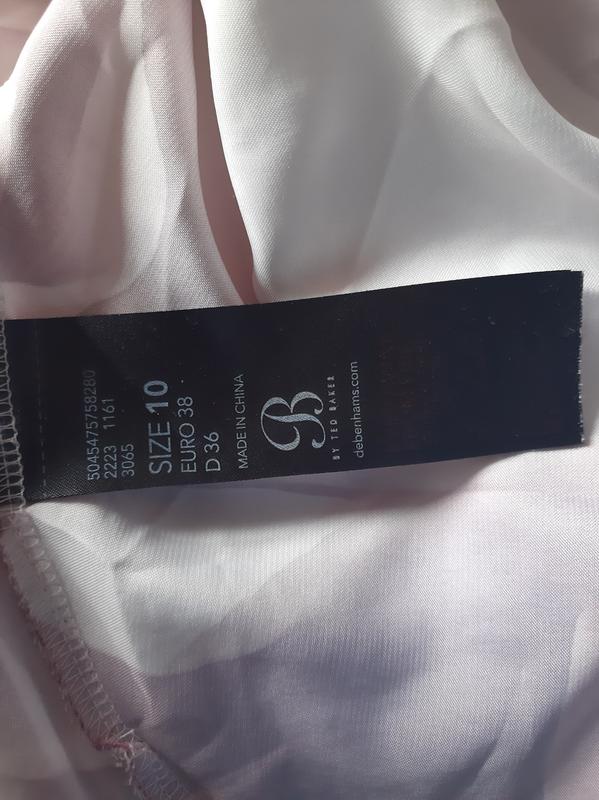 5045475758280
2223 1161
3065
SIZE 10
EURO 38
D 36
MADE IN CHINA
B
BY TED BAKER
debenhams.com